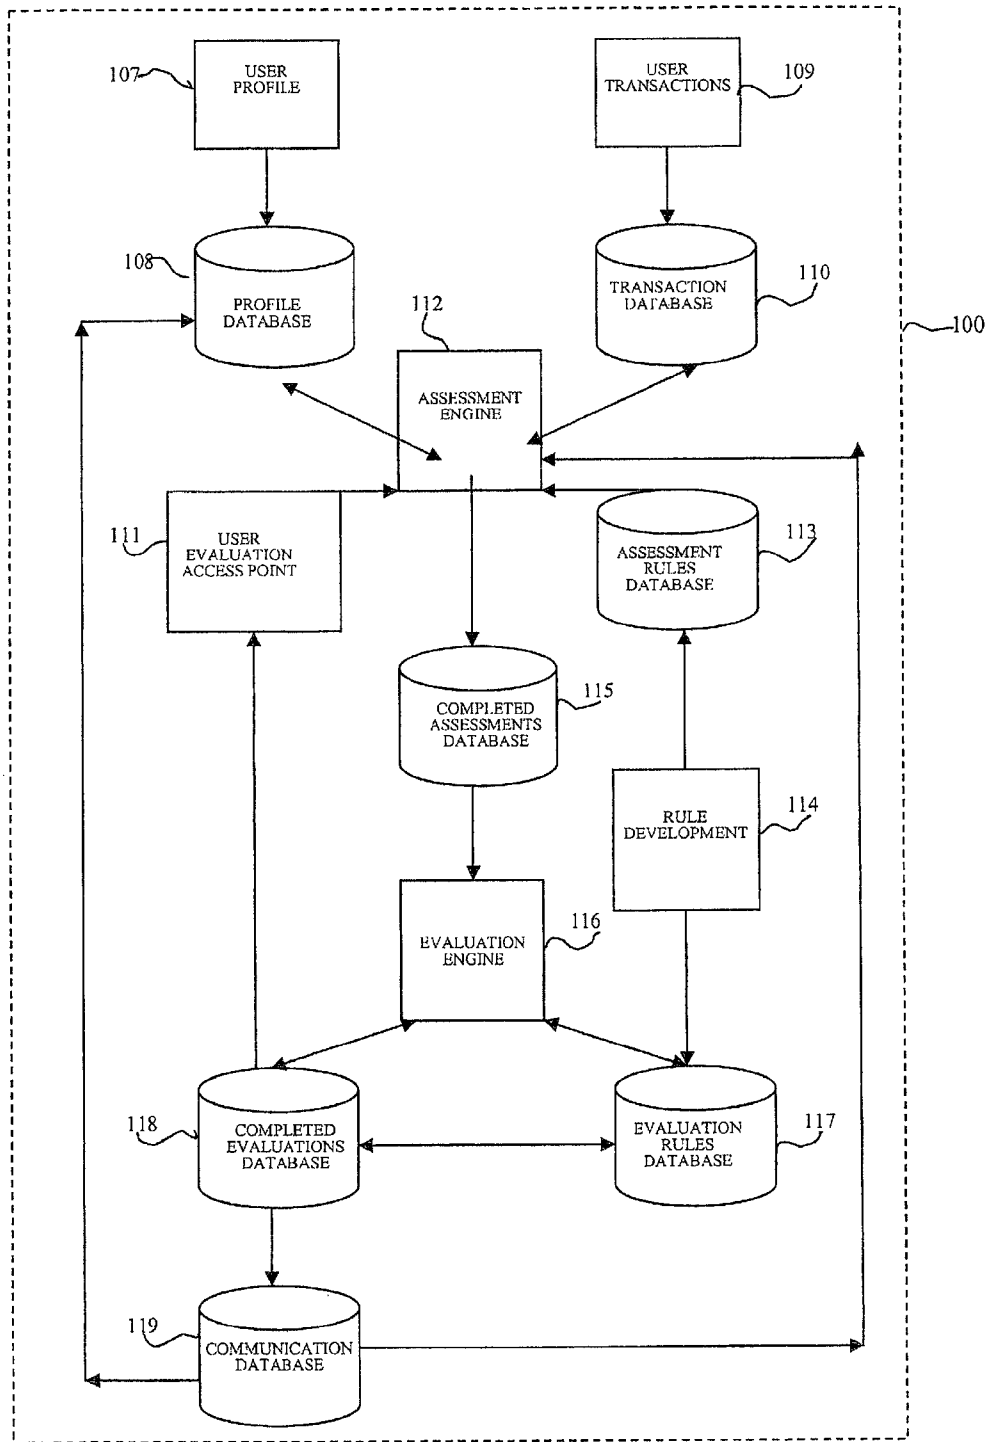 107
USER
PROFILE
USER
TRANSACTIONS
109
108
PROFILE
DATABASE
TRANSACTION
DATABASE
110
100
112
ASSESSMENT
ENGINE
111
USER
EVALUATION
ACCESS POINT
ASSESSMENT
RULES
DATABASE
113
COMPLETED
ASSESSMENTS
DATABASE
115
RULE
DEVELOPMENT
114
EVALUATION
ENGINE
116
118
COMPLETED
EVALUATIONS
DATABASE
EVALUATION
RULES
DATABASE
117
119
COMMUNICATION
DATABASE